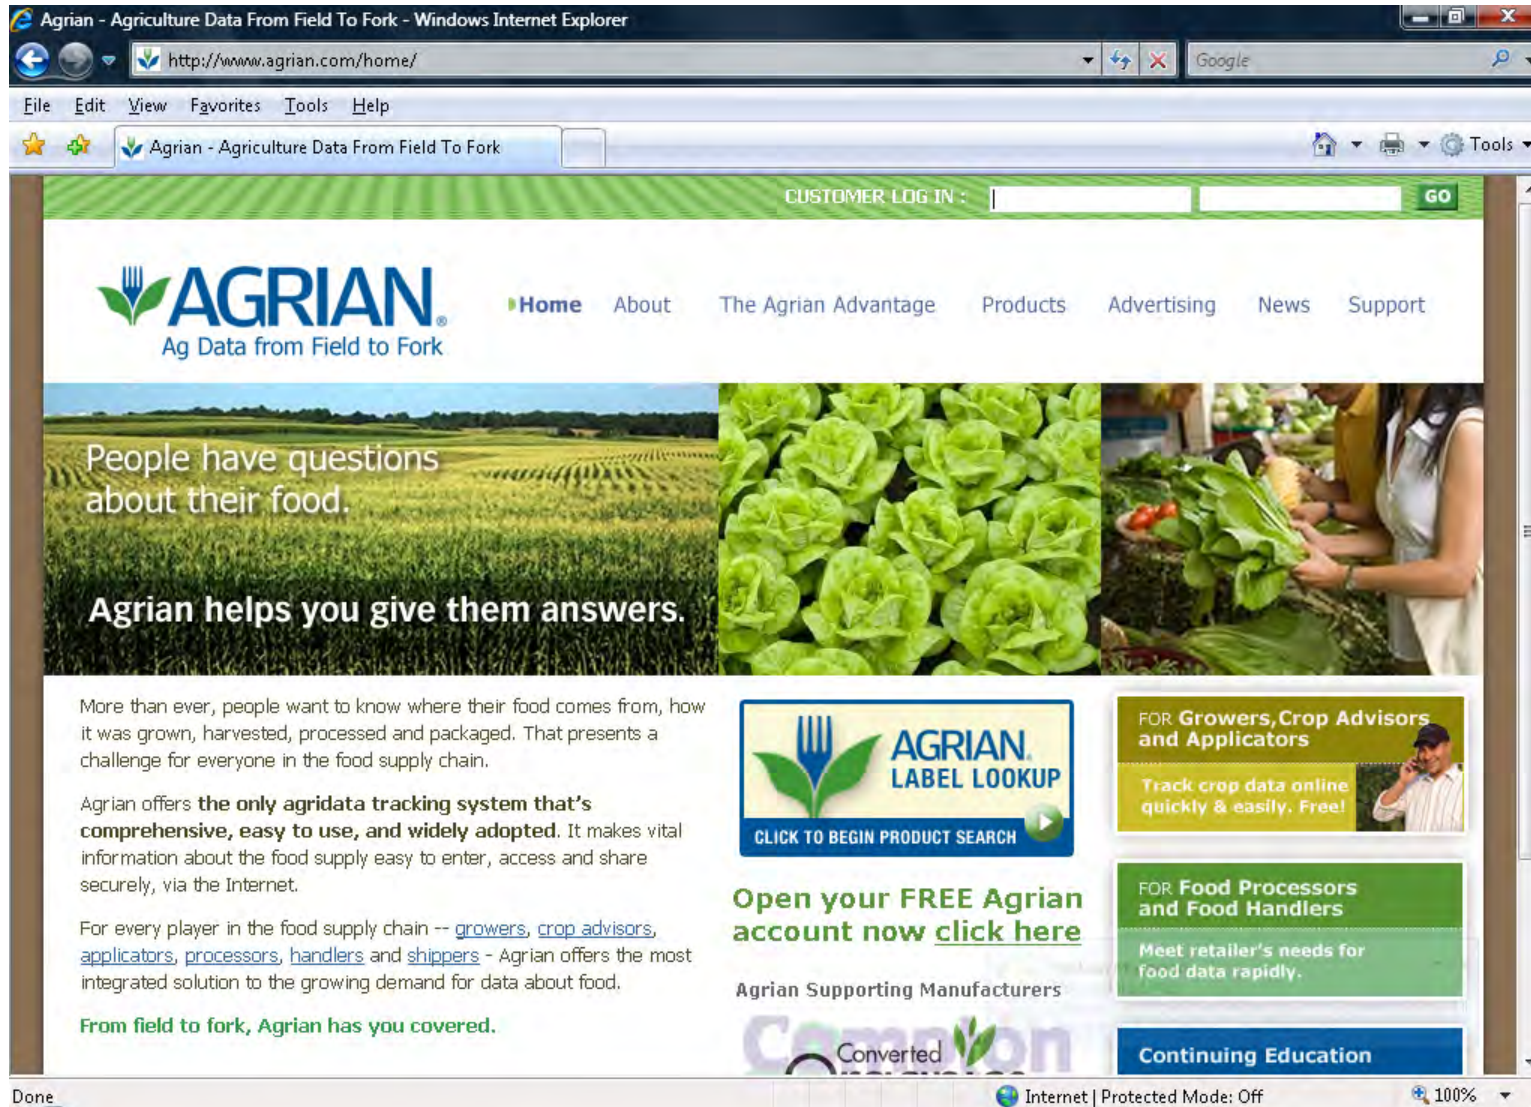 Agrian - Agriculture Data From Field To Fork - Windows Internet Explorer
http://www.agrian.com/home/
Google
File Edit View Favorites Tools Help
Agrian - Agriculture Data From Field To Fork
Tools
CUSTOMER LOG IN :
GO
AGRIAN®
Ag Data from Field to Fork
Home About The Agrian Advantage Products Advertising News Support
People have questions
about their food.
Agrian helps you give them answers.
More than ever, people want to know where their food comes from, how
it was grown, harvested, processed and packaged. That presents a
challenge for everyone in the food supply chain.
Agrian offers the only agridata tracking system that's
comprehensive, easy to use, and widely adopted. It makes vital
information about the food supply easy to enter, access and share
securely, via the Internet.
For every player in the food supply chain -- growers, crop advisors,
applicators, processors, handlers and shippers - Agrian offers the most
integrated solution to the growing demand for data about food.
From field to fork, Agrian has you covered.
AGRIAN®
LABEL LOOKUP
CLICK TO BEGIN PRODUCT SEARCH
Open your FREE Agrian
account now click here
Agrian Supporting Manufacturers
Converted
FOR Growers, Crop Advisors
and Applicators
Track crop data online
quickly & easily. Free!
FOR Food Processors
and Food Handlers
Meet retailer's needs for
food data rapidly.
Continuing Education
Done
Internet | Protected Mode: Off
100%